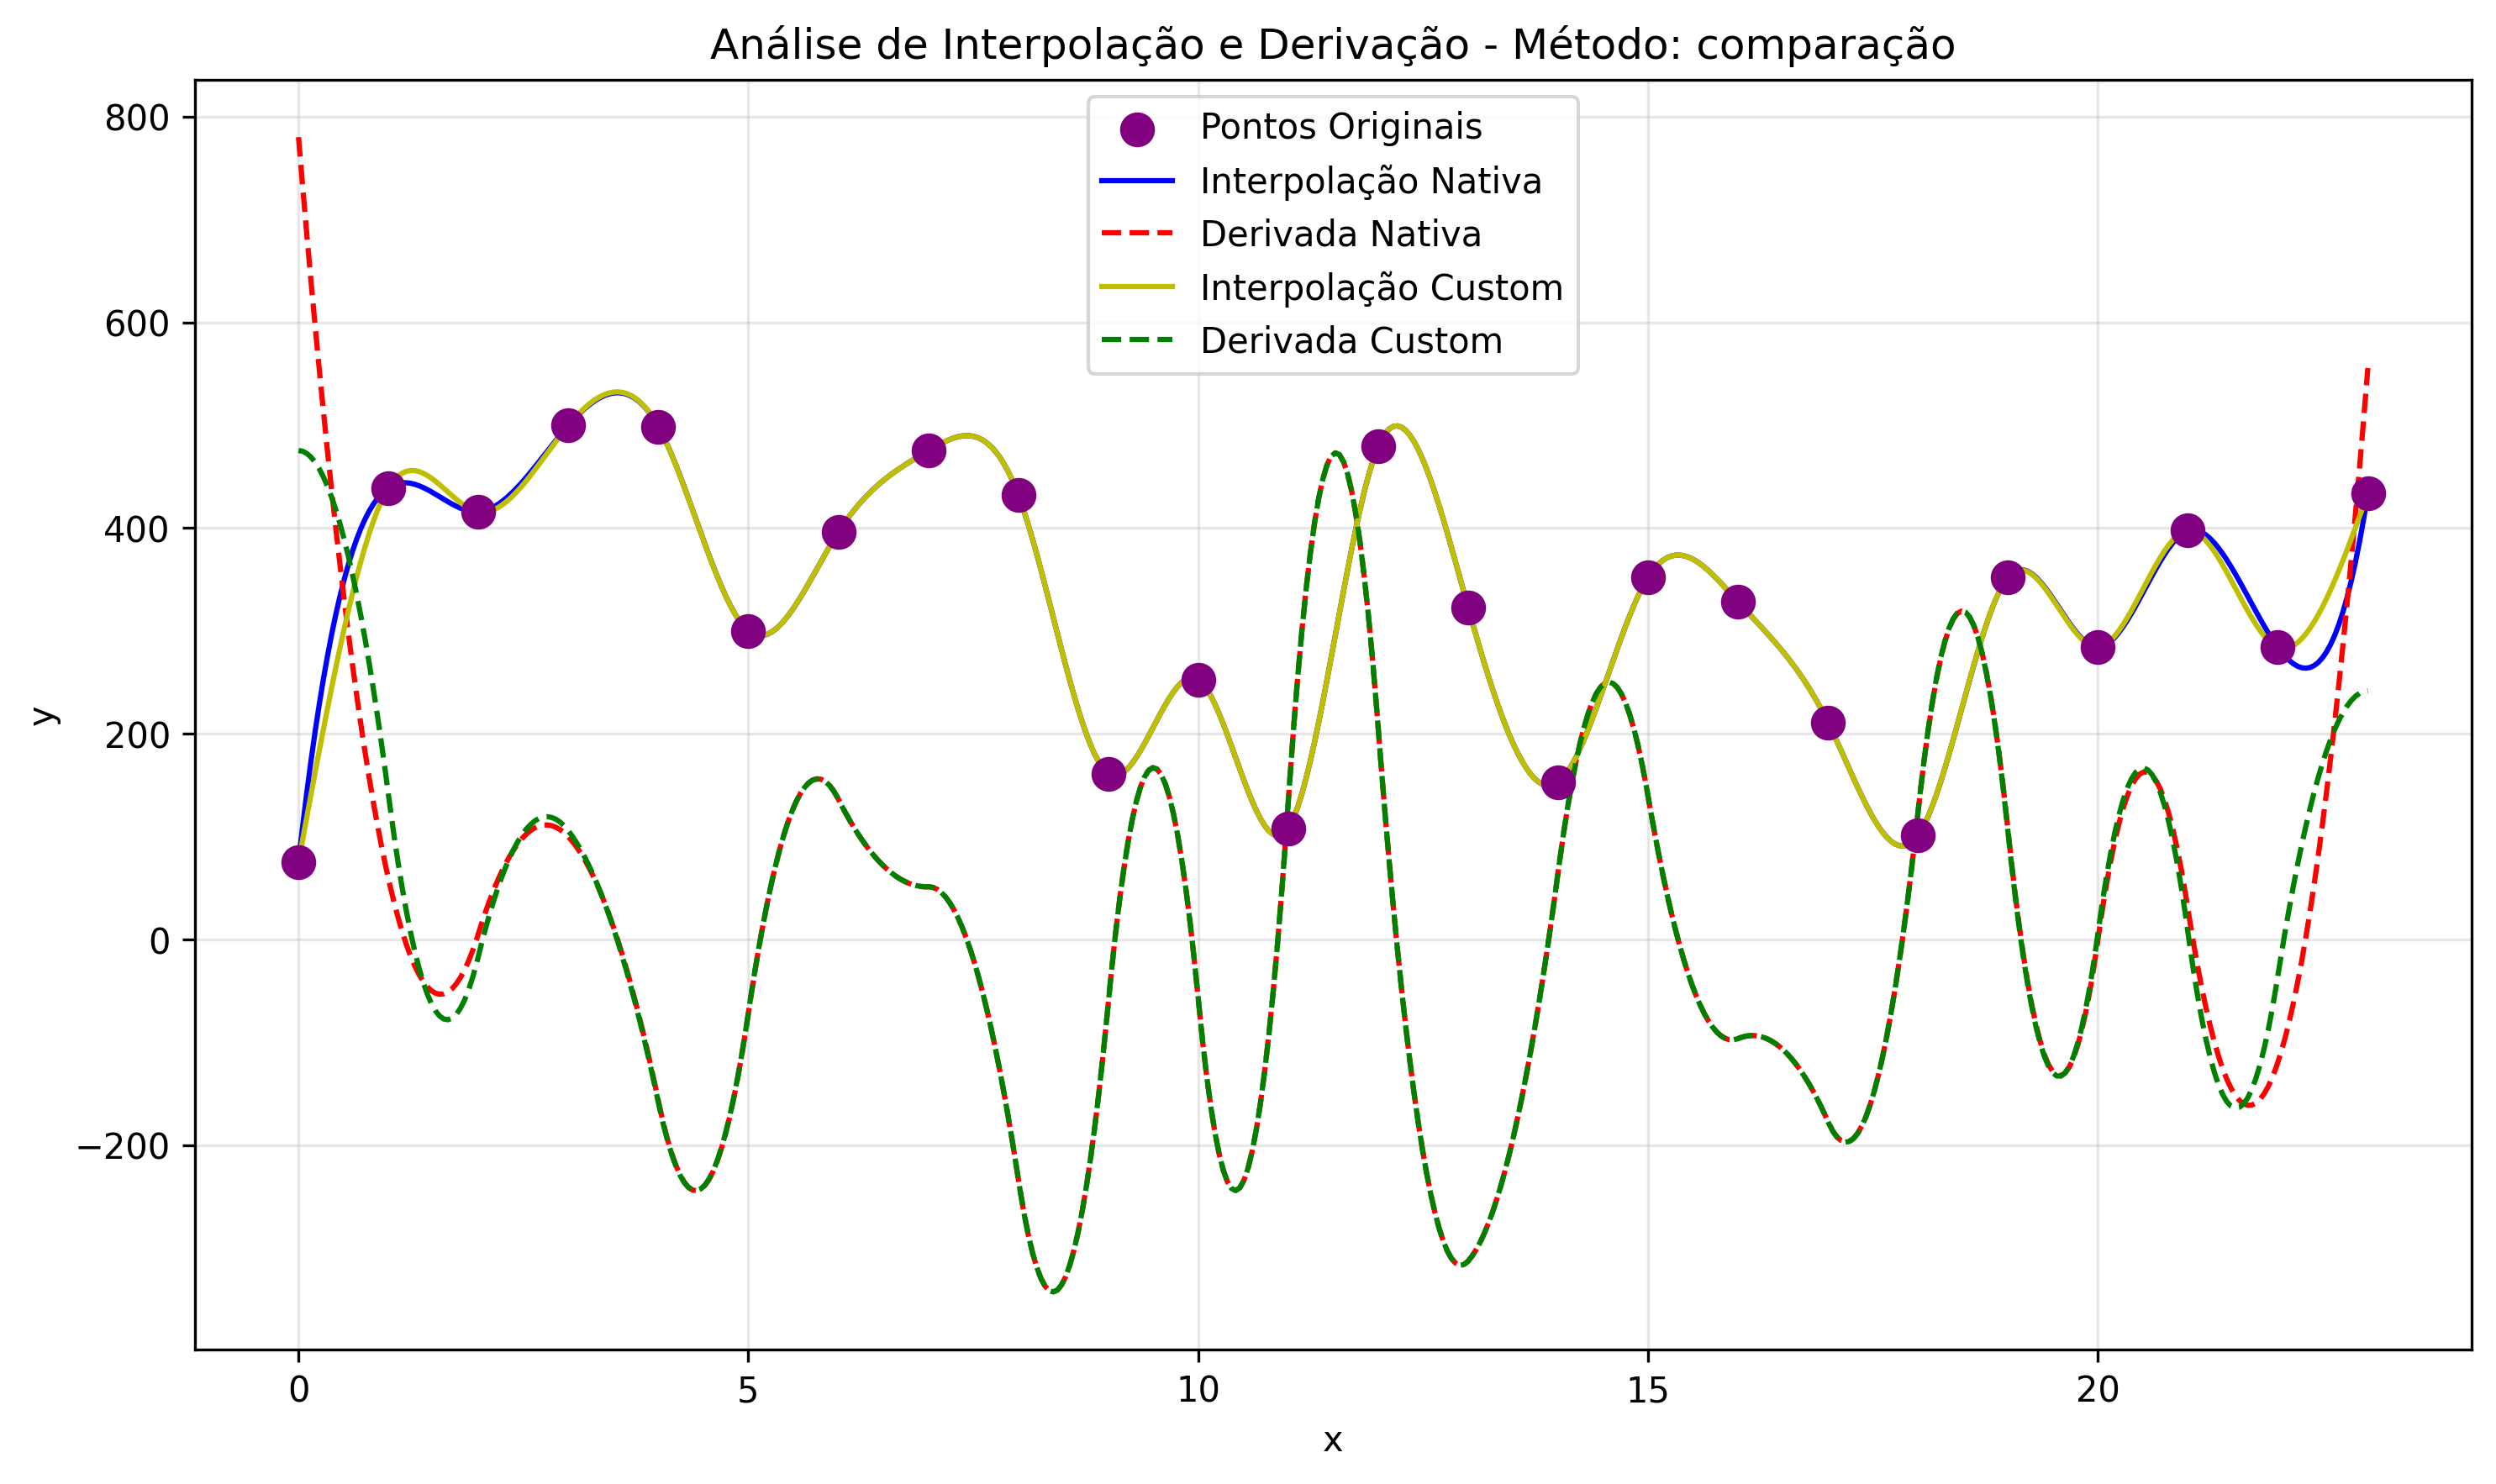 Análise de Interpolação e Derivação - Método: comparação
Pontos Originais
Interpolação Nativa
Derivada Nativa
Interpolação Custom
Derivada Custom
800
600
400
200
0
−200
y
0 5 10 15 20
x